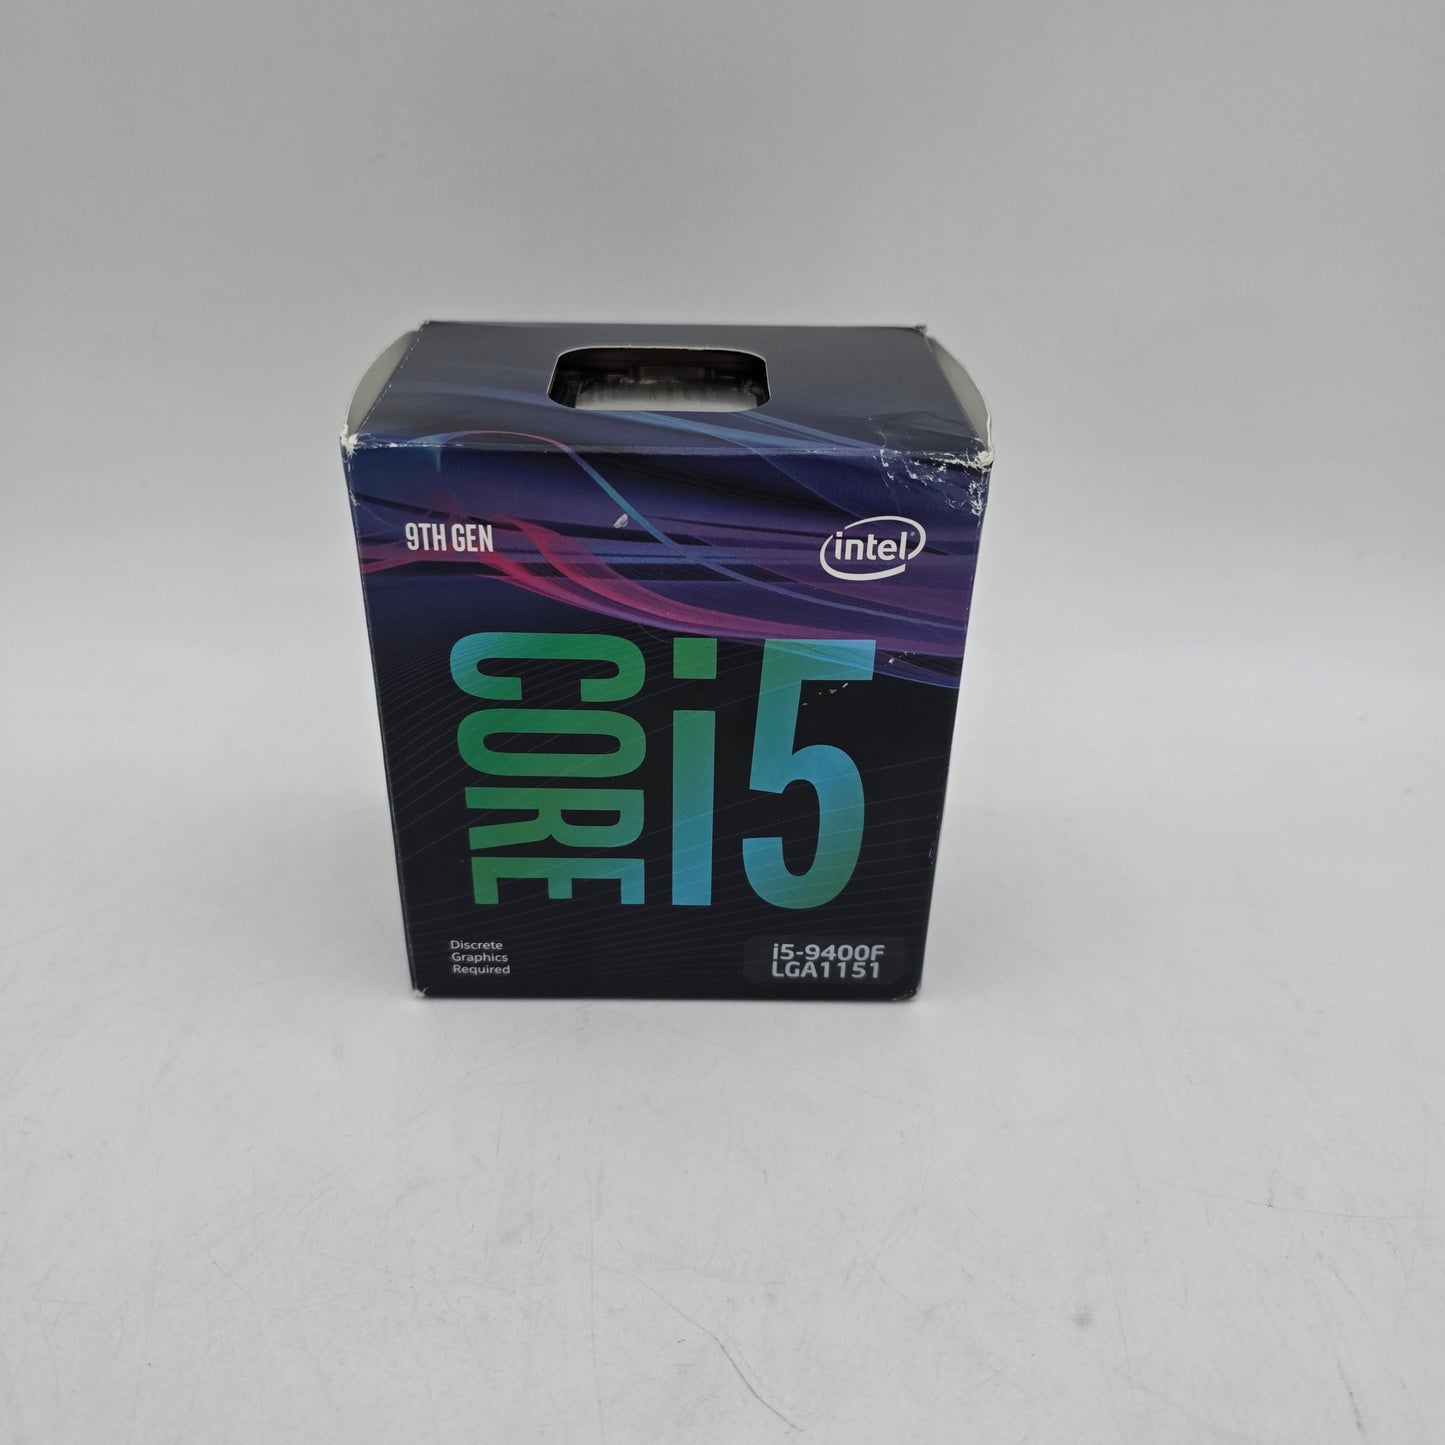 9TH GEN
intel
CORE i5
Discrete
Graphics
Required
i5-9400F
LGA1151